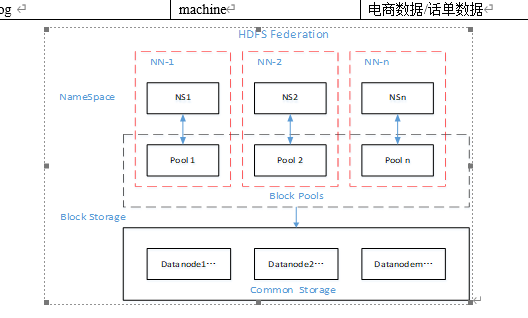 og
machine
电商数据/话单数据
HDFS Federation
NN-1
NN-2
NN-n
NameSpace
NS1
NS2
NSn
Pool 1
Pool 2
Pool n
Block Pools
Block Storage
Datanode1…
Datanode2…
Datanodem…
Common Storage